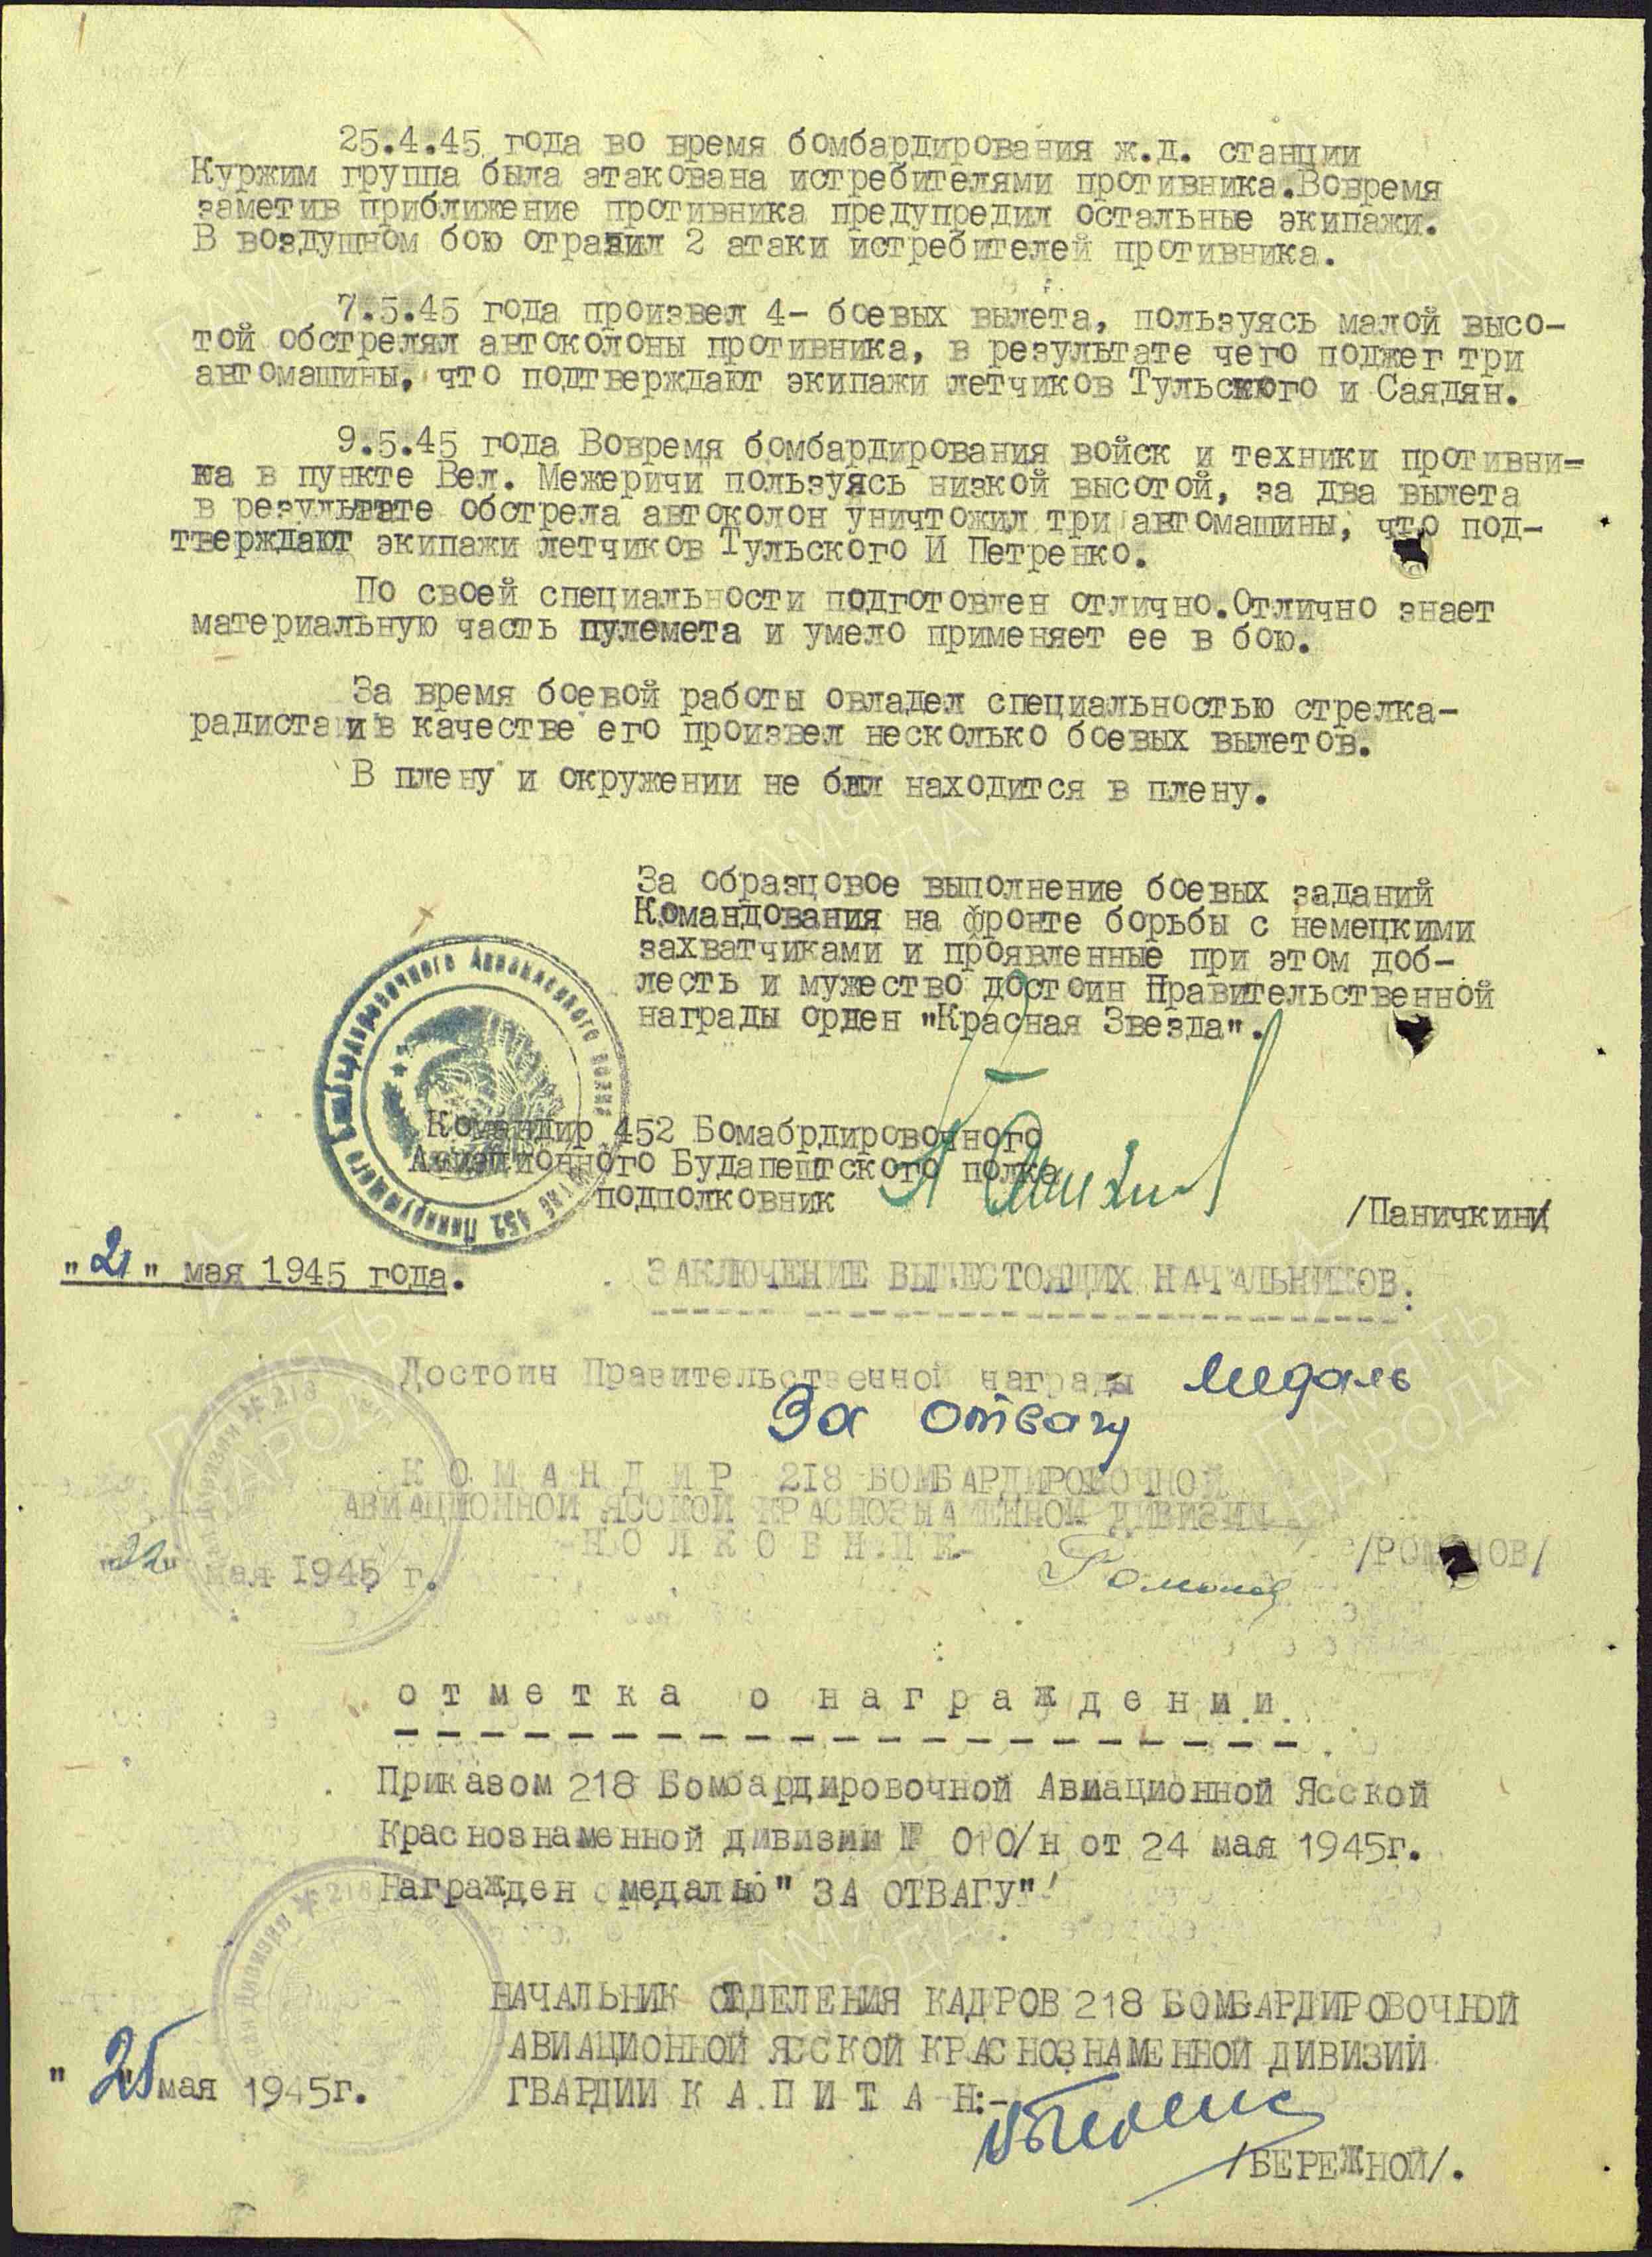 25.4.45 года во время бомбардирования ж.д. станции
Куржим группа была атакована истребителями противника.Вовремя
заметив приближение противника предупредил остальные экипажи.
В воздушном бою отразил 2 атаки истребителей противника.
7.5.45 года произвел 4- боевых вылета, пользуясь малой высо-
той обстрелял автоколоны противника, в результате чего поджег три
автомашины, что подтверждают экипажи летчиков Тульского и Саядян.
9.5.45 года Вовремя бомбардирования войск и техники противни-
ка в пункте Вел. Межеричи пользуясь низкой высотой, за два вылета
в результате обстрела автоколон уничтожил три автомашины, что под-
тверждают экипажи летчиков Тульского И Петренко.
По своей специальности подготовлен отлично.Отлично знает
материальную часть пулемета и умело применяет ее в бою.
За время боевой работы овладел специальностью стрелка-
радиста и в качестве его произвел несколько боевых вылетов.
В плену и окружении не был находится в плену.
За образцовое выполнение боевых заданий
Командования на фронте борьбы с немецкими
захватчиками и проявленные при этом доб-
лесть и мужество достоин Правительственной
награды орден "Красная Звезда".
Командир 452 Бомабрдировочного
Авиационного Будапештского полка
подполковник
/Паничкин/
"21" мая 1945 года.
ЗАКЛЮЧЕНИЕ ВЫШЕСТОЯЩИХ НАЧАЛЬНИКОВ.
Достоин Правительственной награды медаль
За отвагу
КОМАНДИР 218 БОМБАРДИРОВОЧНОЙ
АВИАЦИОННОЙ ЯССКОЙ КРАСНОЗНАМЕННОЙ ДИВИЗИИ
ПОЛКОВНИК
/РОМАНОВ/
"22" мая 1945 г.
Романов
отметка о награждении
Приказом 218 Бомбардировочной Авиационной Ясской
Краснознаменной дивизии № 010/н от 24 мая 1945г.
Награжден медалью " ЗА ОТВАГУ"
НАЧАЛЬНИК ОТДЕЛЕНИЯ КАДРОВ 218 БОМБАРДИРОВОЧНОЙ
АВИАЦИОННОЙ ЯССКОЙ КРАСНОЗНАМЕННОЙ ДИВИЗИИ
ГВАРДИИ КАПИТАН:-
" 25 " мая 1945г.
/БЕРЕЖНОЙ/.
ПАМЯТЬ
НАРОДА